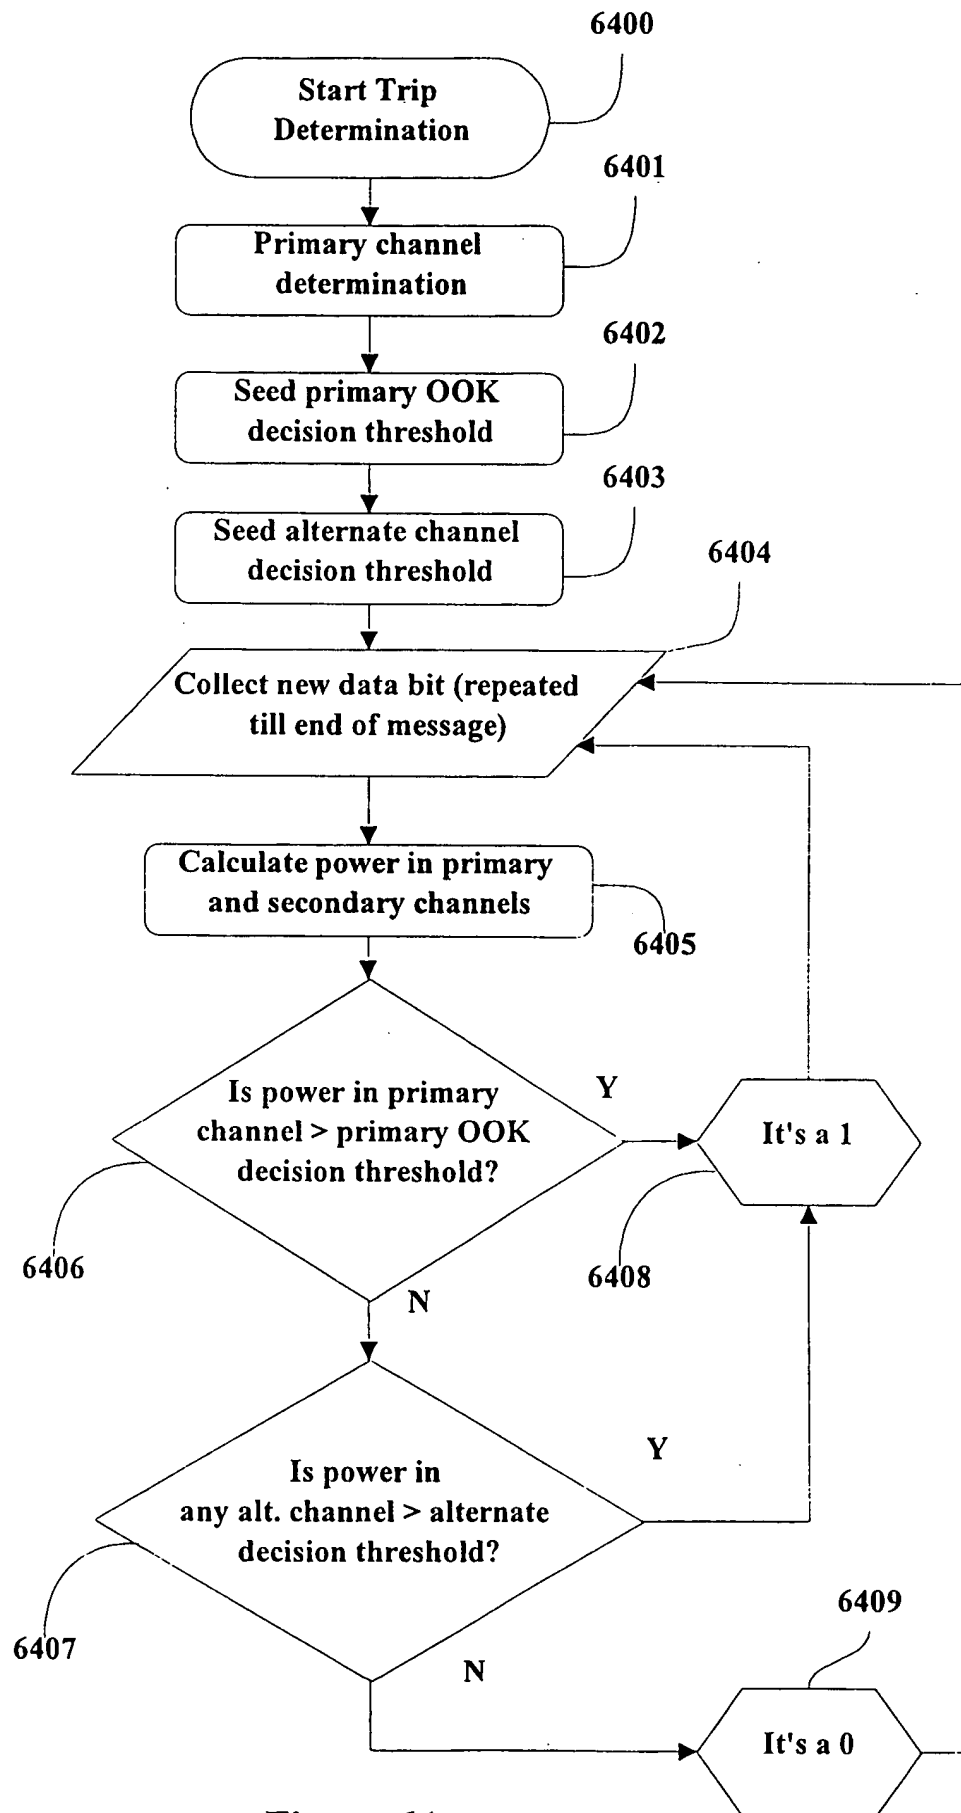 6400
Start Trip
Determination
6401
Primary channel
determination
6402
Seed primary OOK
decision threshold
6403
Seed alternate channel
decision threshold
6404
Collect new data bit (repeated
till end of message)
Calculate power in primary
and secondary channels
6405
Is power in primary
channel > primary OOK
decision threshold?
Y
It's a 1
6406
6408
N
Is power in
any alt. channel > alternate
decision threshold?
Y
6407
6409
N
It's a 0